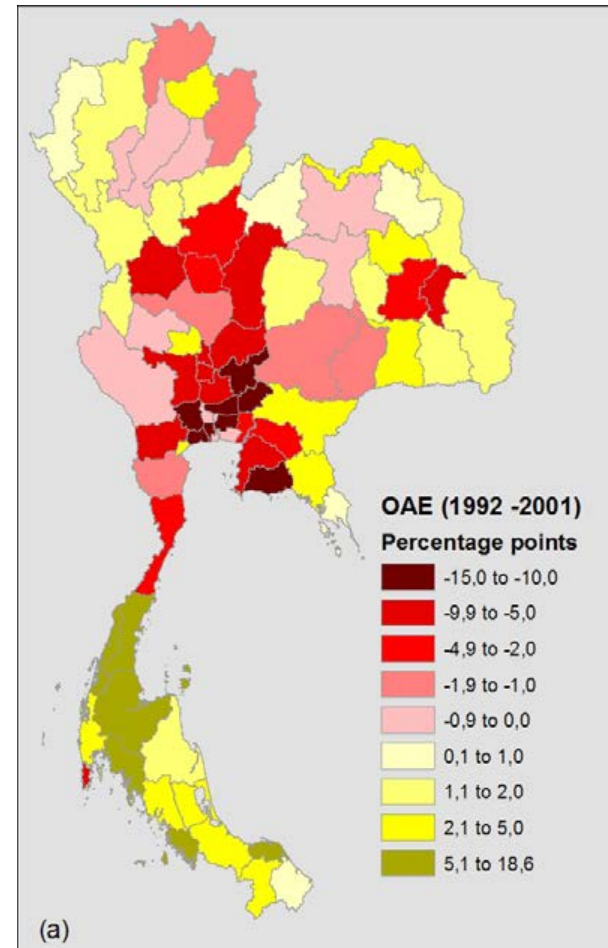 OAE (1992 -2001)
Percentage points
-15,0 to -10,0
-9,9 to -5,0
-4,9 to -2,0
-1,9 to -1,0
-0,9 to 0,0
0,1 to 1,0
1,1 to 2,0
2,1 to 5,0
5,1 to 18,6
(a)